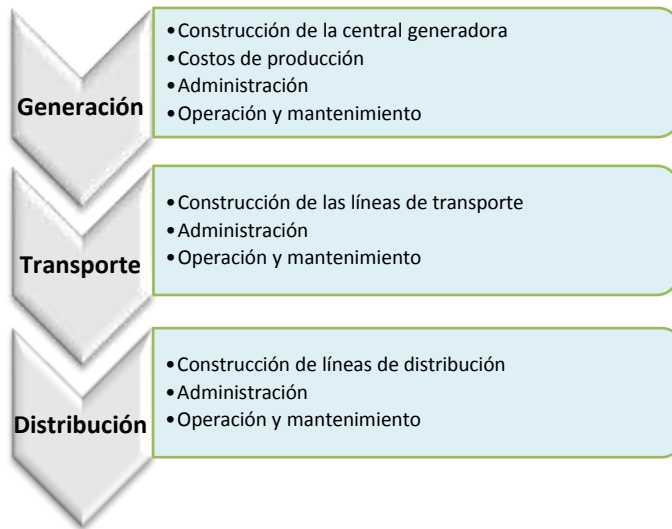 Generación
•Construcción de la central generadora
•Costos de producción
•Administración
•Operación y mantenimiento
Transporte
•Construcción de las líneas de transporte
•Administración
•Operación y mantenimiento
Distribución
•Construcción de líneas de distribución
•Administración
•Operación y mantenimiento